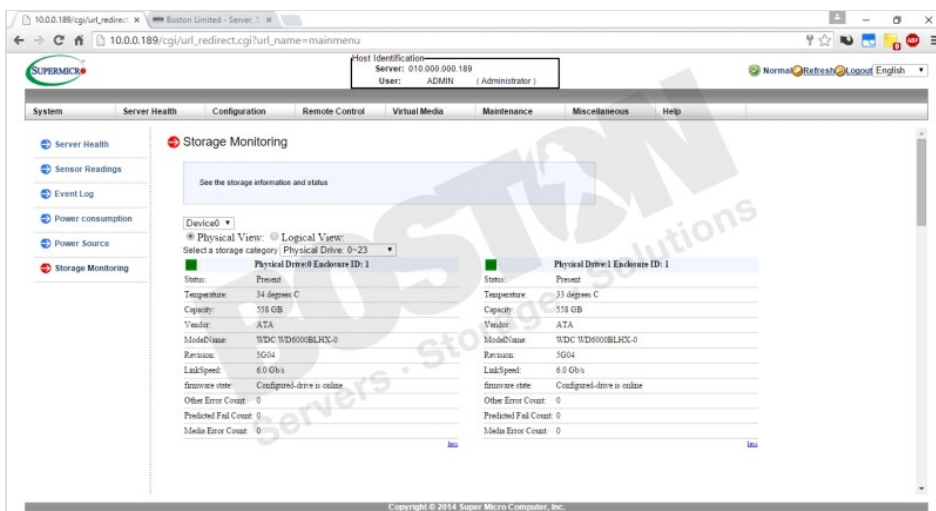 10.0.0.189/cgi/url_redirect
Boston Limited - Server, S
10.0.0.189/cgi/url_redirect.cgi?url_name=mainmenu
SUPERMICRO
Host Identification
Server: 010.000.000.189
User: ADMIN (Administrator)
Normal Refresh Logout English
System Server Health Configuration Remote Control Virtual Media Maintenance Miscellaneous Help
Server Health
Sensor Readings
Event Log
Power consumption
Power Source
Storage Monitoring
Storage Monitoring
See the storage information and status
Device0
Physical View: Logical View:
Select a storage category Physical Drive: 0~23
Physical Drive:0 Enclosure ID: 1
Status: Present
Temperature: 34 degrees C
Capacity: 558 GB
Vendor: ATA
ModelName: WDC WD6000BLHX-0
Revision: 5G04
LinkSpeed: 6.0 Gb/s
firmware state: Configured-drive is online
Other Error Count: 0
Predicted Fail Count: 0
Media Error Count: 0
less
Physical Drive:1 Enclosure ID: 1
Status: Present
Temperature: 33 degrees C
Capacity: 558 GB
Vendor: ATA
ModelName: WDC WD6000BLHX-0
Revision: 5G04
LinkSpeed: 6.0 Gb/s
firmware state: Configured-drive is online
Other Error Count: 0
Predicted Fail Count: 0
Media Error Count: 0
less
BOSTON
Servers . Storage . Solutions
Copyright © 2014 Super Micro Computer, Inc.